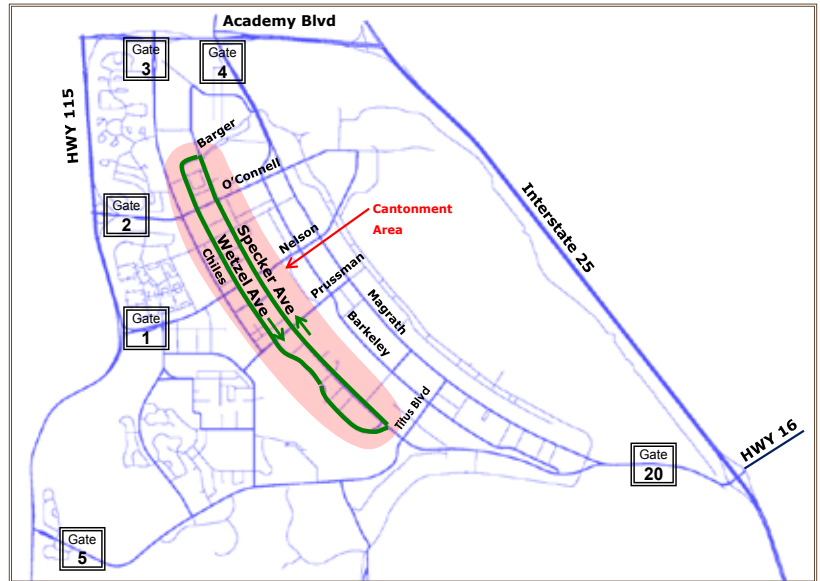 Academy Blvd
Gate
3
Gate
4
HWY 115
Barger
O'Connell
Gate
2
Cantonment
Area
Interstate 25
Nelson
Specker Ave
Wetzel Ave
Chiles
Prussman
Magrath
Barkeley
Gate
1
Titus Blvd
HWY 16
Gate
20
Gate
5